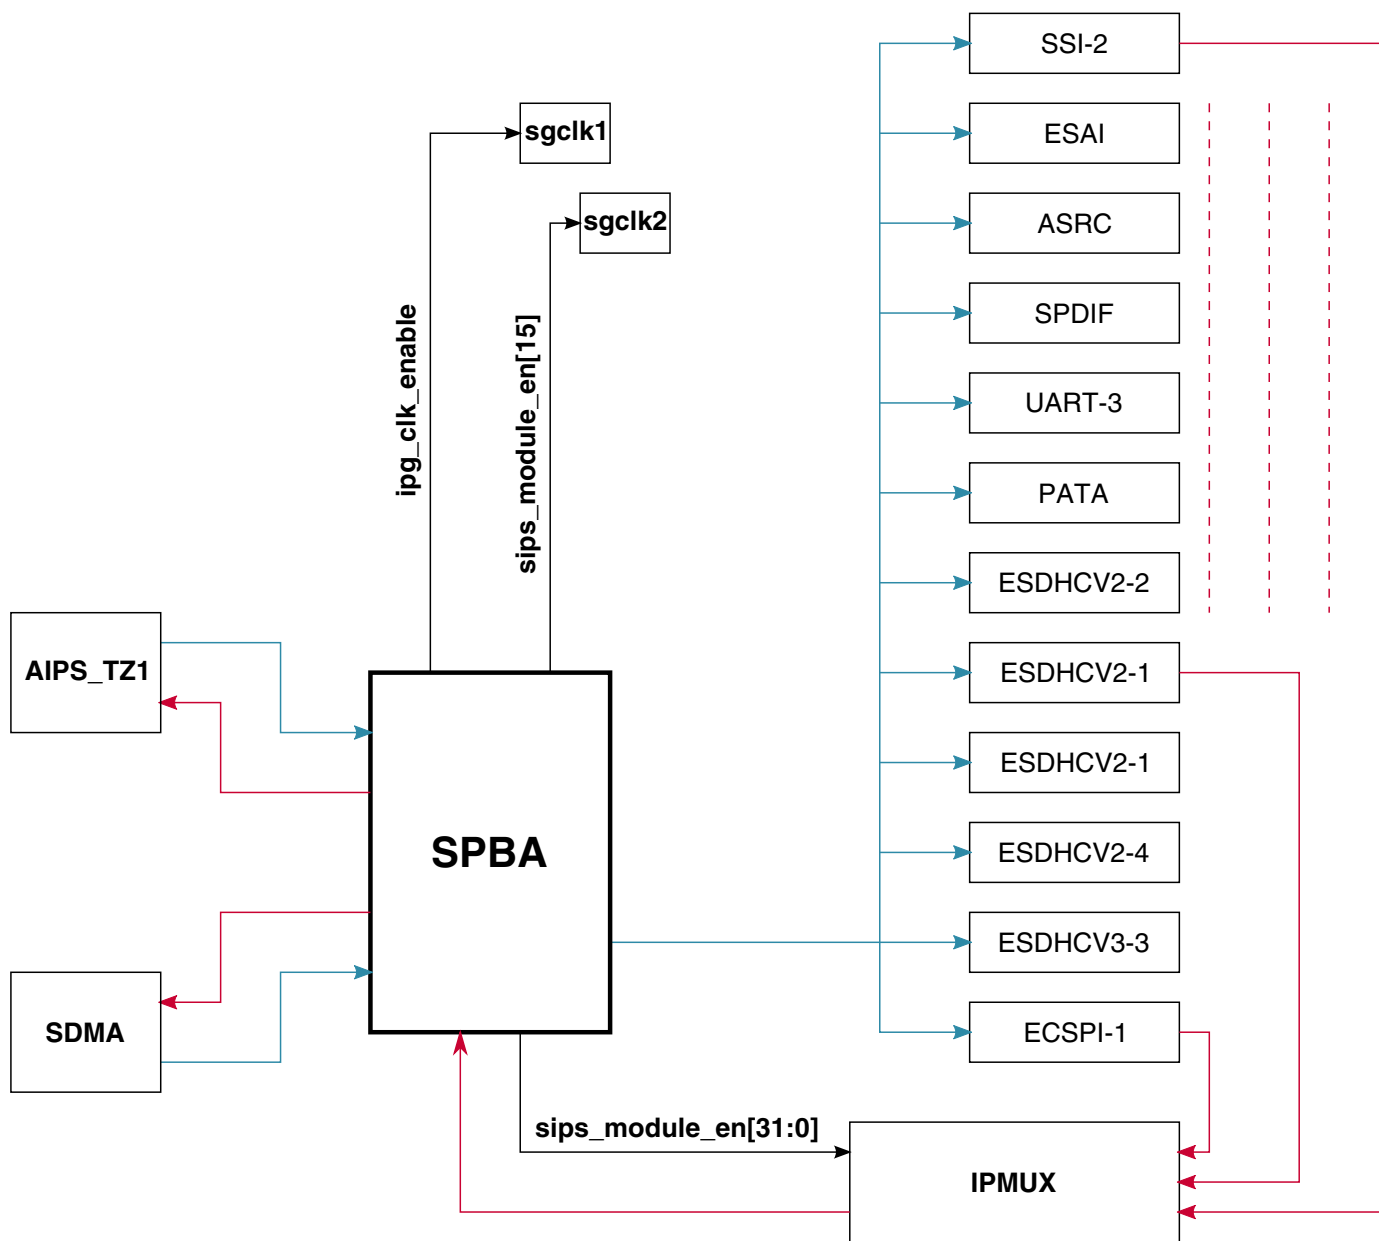 SSI-2
sgclk1
ESAI
sgclk2
ASRC
SPDIF
ipg_clk_enable
sips_module_en[15]
UART-3
PATA
ESDHCV2-2
AIPS_TZ1
ESDHCV2-1
ESDHCV2-1
SPBA
ESDHCV2-4
ESDHCV3-3
SDMA
ECSPI-1
sips_module_en[31:0]
IPMUX